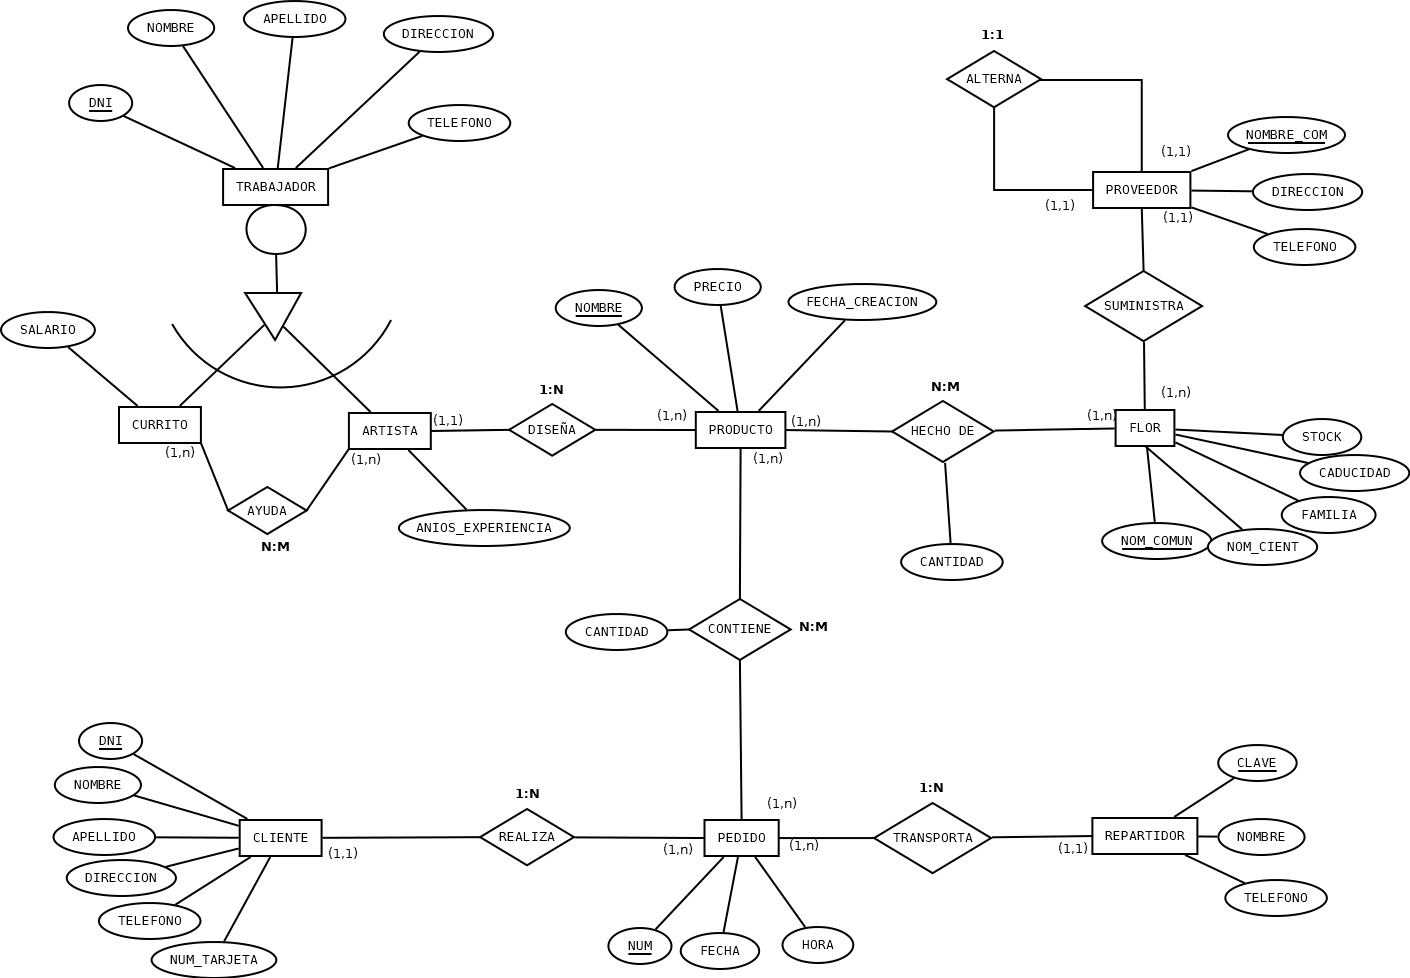 NOMBRE
APELLIDO
DIRECCION
DNI
TELEFONO
TRABAJADOR
1:1
ALTERNA
NOMBRE_COM
(1,1)
PROVEEDOR
DIRECCION
(1,1)
(1,1)
TELEFONO
SUMINISTRA
SALARIO
NOMBRE
PRECIO
FECHA_CREACION
CURRITO
(1,n)
ARTISTA
(1,1)
(1,n)
1:N
DISEÑA
(1,n)
PRODUCTO
(1,n)
(1,n)
N:M
HECHO DE
(1,n)
(1,n)
FLOR
STOCK
CADUCIDAD
FAMILIA
NOM_COMUN
NOM_CIENT
AYUDA
N:M
ANIOS_EXPERIENCIA
CANTIDAD
CANTIDAD
CONTIENE
N:M
DNI
NOMBRE
APELLIDO
DIRECCION
TELEFONO
NUM_TARJETA
CLIENTE
(1,1)
1:N
REALIZA
(1,n)
(1,n)
PEDIDO
(1,n)
1:N
TRANSPORTA
(1,1)
REPARTIDOR
CLAVE
NOMBRE
TELEFONO
NUM
FECHA
HORA